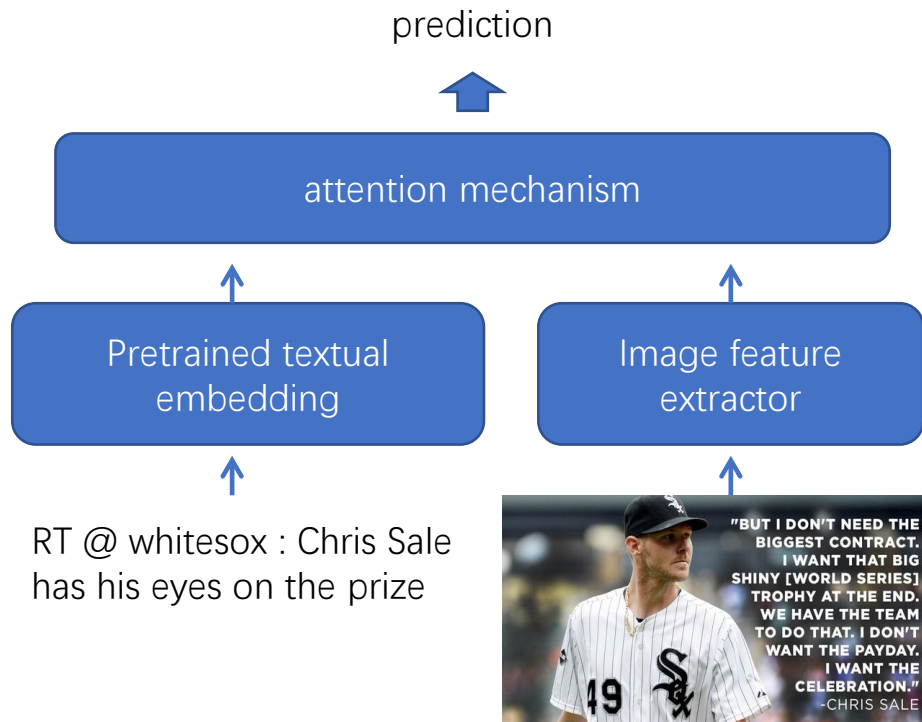 prediction
attention mechanism
Pretrained textual
embedding
Image feature
extractor
RT @ whitesox : Chris Sale
has his eyes on the prize
"BUT I DON'T NEED THE
BIGGEST CONTRACT.
I WANT THAT BIG
SHINY [WORLD SERIES]
TROPHY AT THE END.
WE HAVE THE TEAM
TO DO THAT. I DON'T
WANT THE PAYDAY.
I WANT THE
CELEBRATION."
-CHRIS SALE
Sox
49